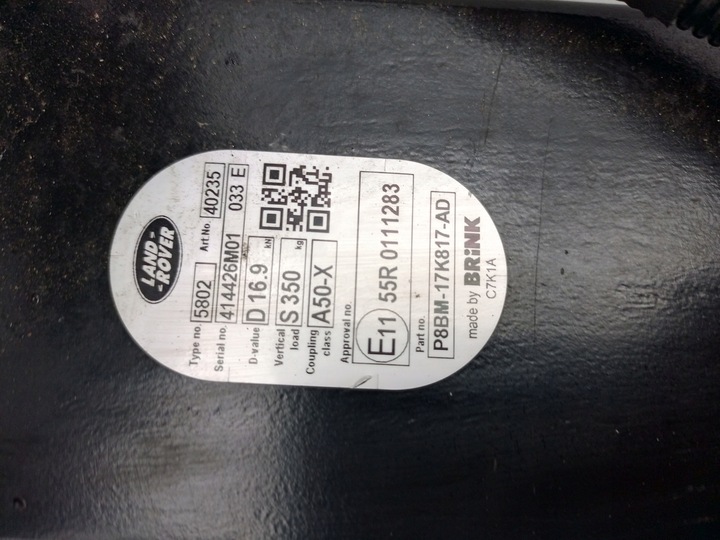 LAND-
-ROVER
Type no. 5802 Art.No. 40235
Serial no. 414426M01 033 E
D-value D 16.9 kN
Vertical load S 350 kg
Coupling class A50-X
Approval no.
E11 55R 0111283
Part no.
P8BM-17K817-AD
made by BRiNK
C7K1A